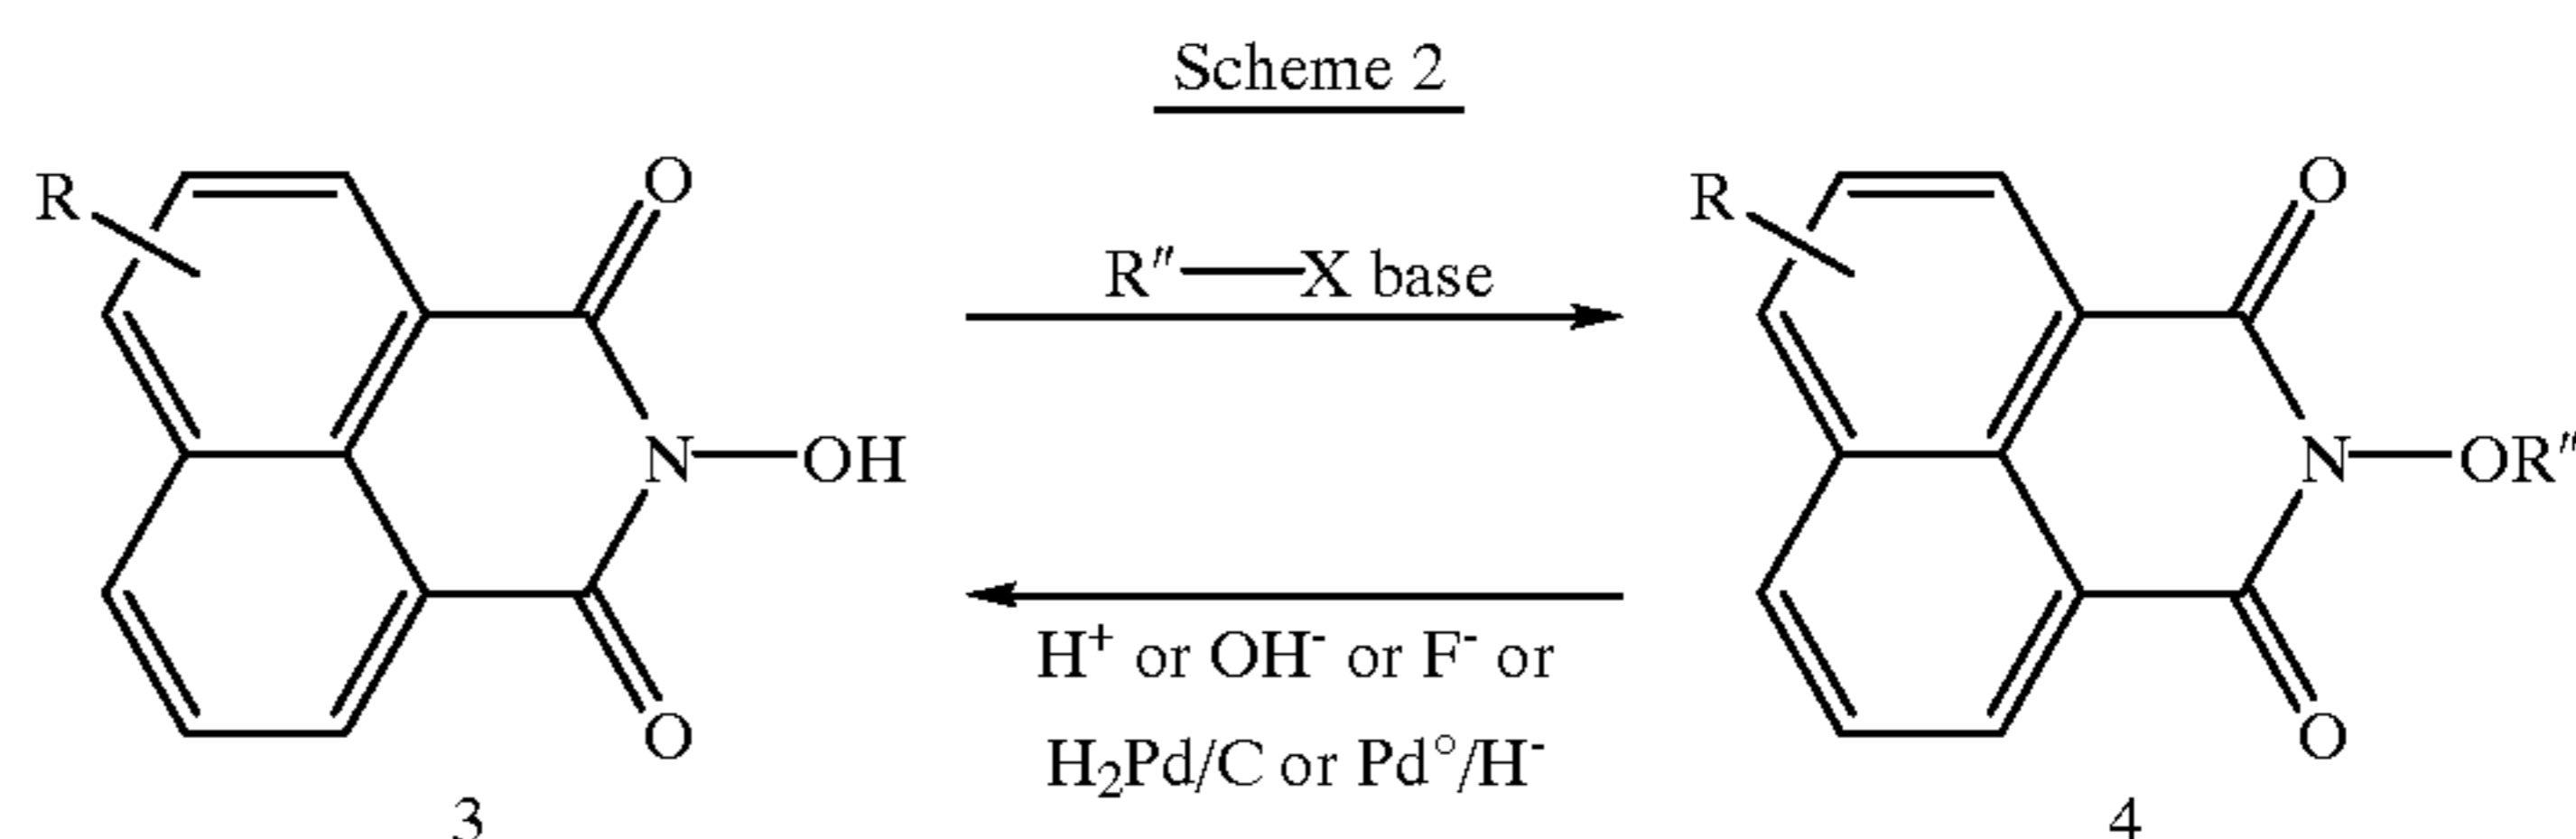 Scheme 2
R
O
N—OH
O
3
R″—X base
H⁺ or OH⁻ or F⁻ or
H₂Pd/C or Pd°/H⁻
R
O
N—OR″
O
4